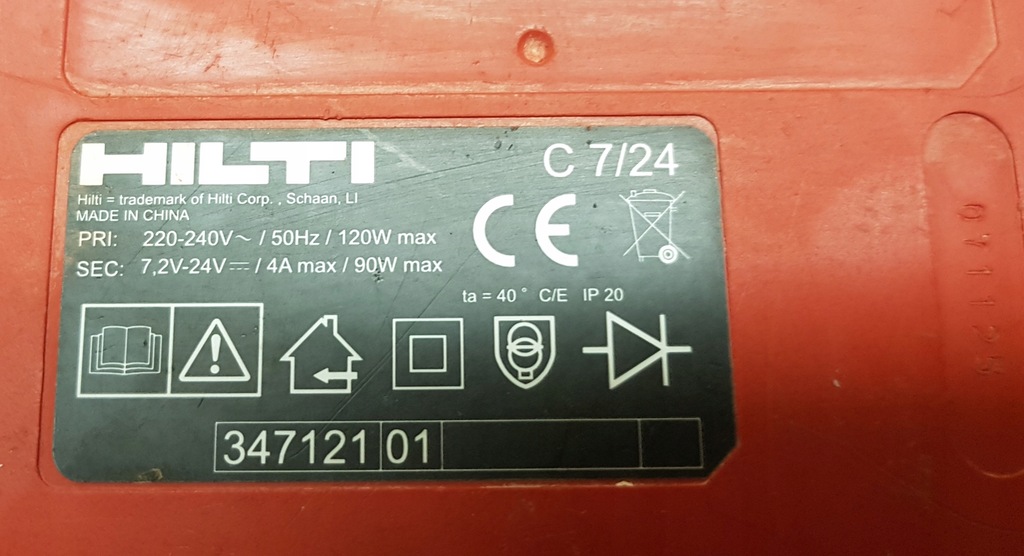 HILTI
C 7/24
Hilti = trademark of Hilti Corp. , Schaan, LI
MADE IN CHINA
PRI: 220-240V~ / 50Hz / 120W max
SEC: 7,2V-24V⎓ / 4A max / 90W max
CE
ta = 40° C/E IP 20
347121 01